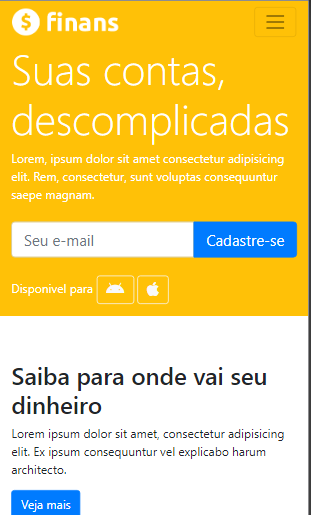 finans
Suas contas,
descomplicadas
Lorem, ipsum dolor sit amet consectetur adipisicing
elit. Rem, consectetur, sunt voluptas consequuntur
saepe magnam.
Seu e-mail
Cadastre-se
Disponivel para
Saiba para onde vai seu
dinheiro
Lorem ipsum dolor sit amet, consectetur adipisicing
elit. Ex ipsum consequuntur vel explicabo harum
architecto.
Veja mais